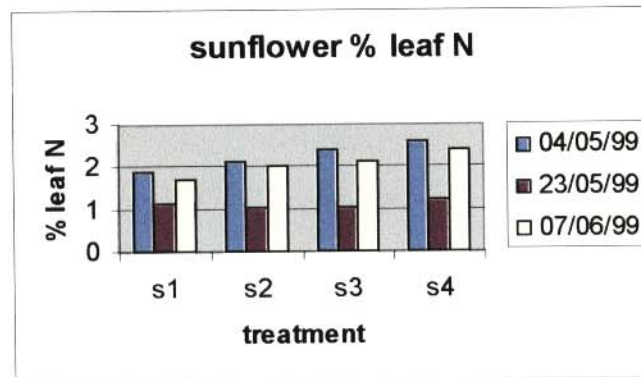 sunflower % leaf N
% leaf N
3
2
1
0
s1 s2 s3 s4
treatment
04/05/99
23/05/99
07/06/99